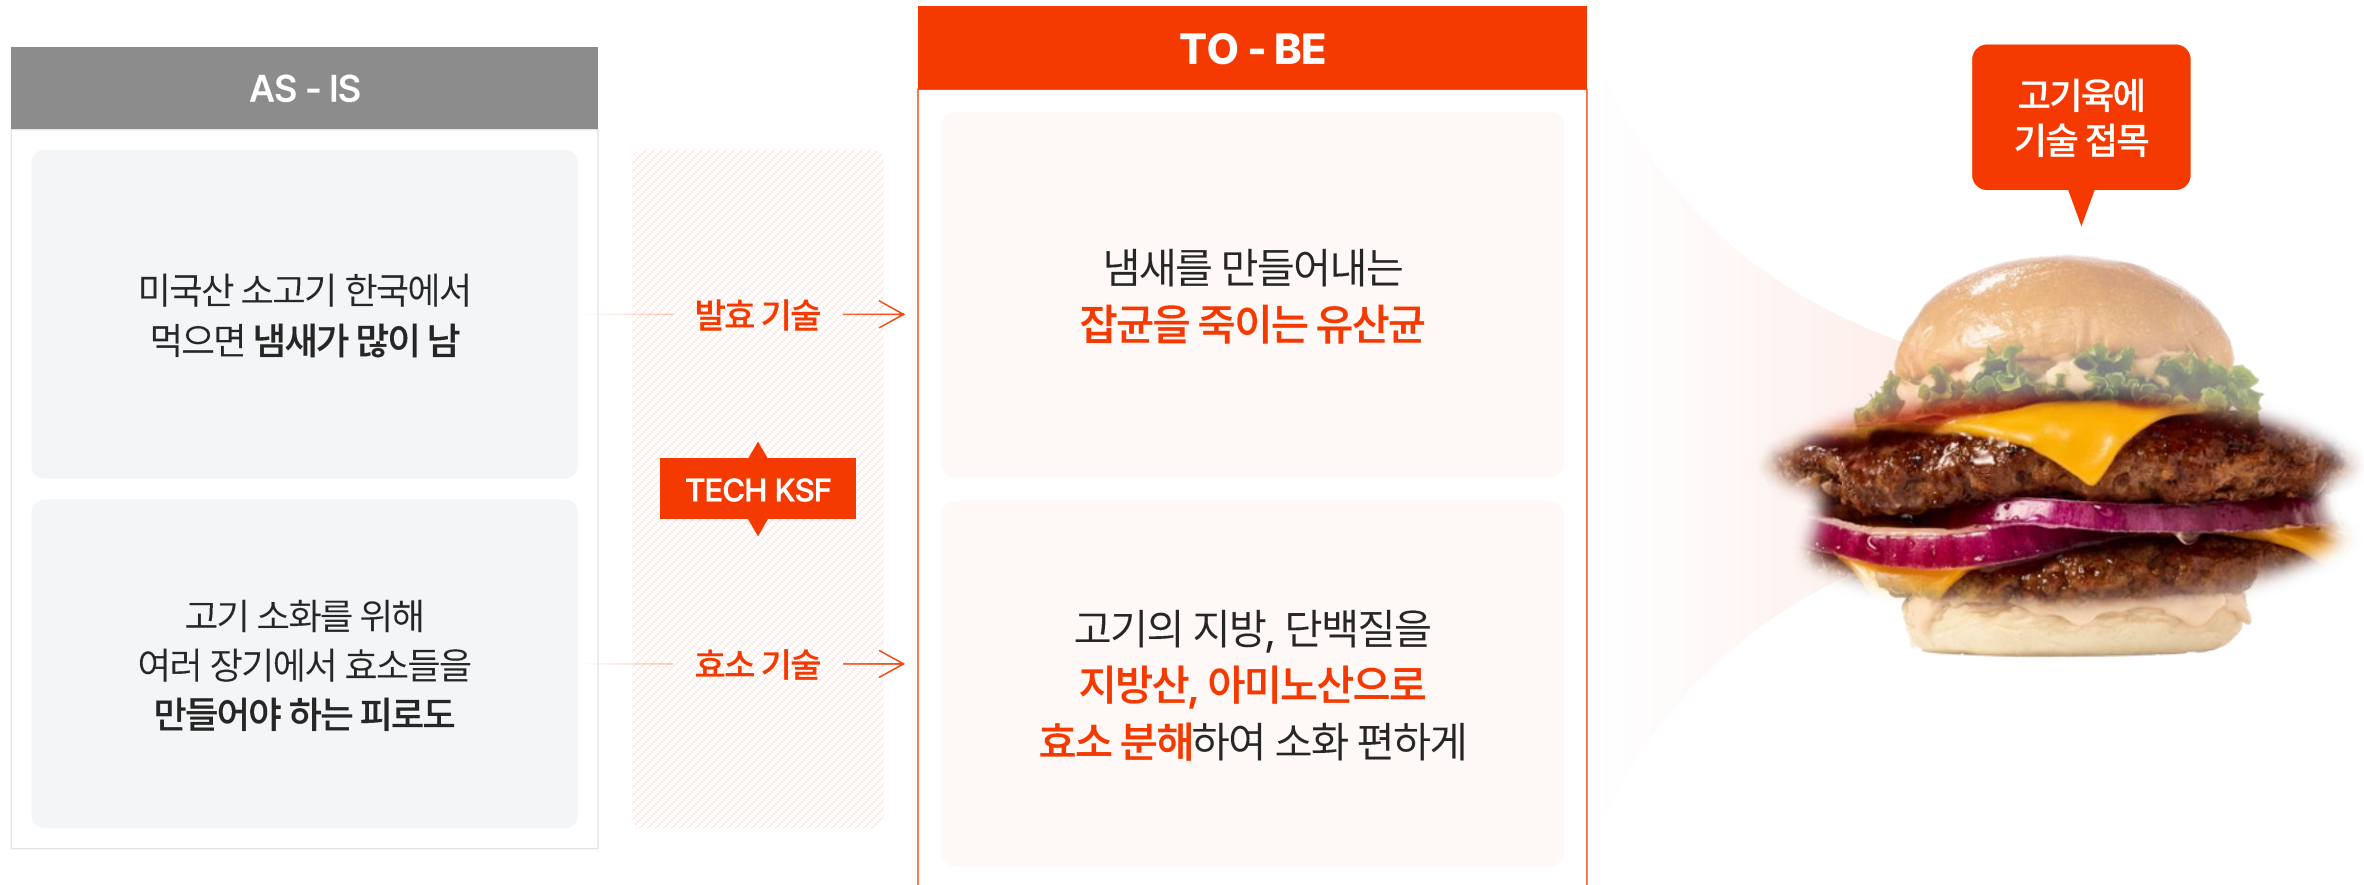 AS - IS
미국산 소고기 한국에서
먹으면 냄새가 많이 남
고기 소화를 위해
여러 장기에서 효소들을
만들어야 하는 피로도
발효 기술
TECH KSF
효소 기술
TO - BE
냄새를 만들어내는
잡균을 죽이는 유산균
고기의 지방, 단백질을
지방산, 아미노산으로
효소 분해하여 소화 편하게
고기육에
기술 접목